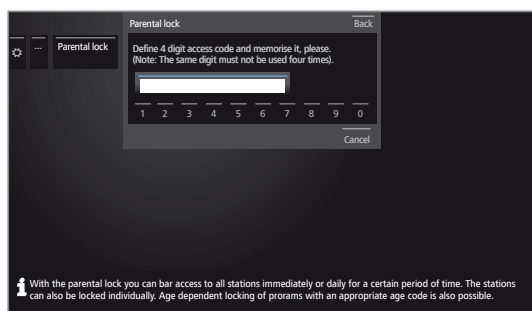 Parental lock Back
... Parental lock
Define 4 digit access code and memorise it, please.
(Note: The same digit must not be used four times).
1 2 3 4 5 6 7 8 9 0
Cancel
With the parental lock you can bar access to all stations immediately or daily for a certain period of time. The stations
can also be locked individually. Age dependent locking of prorams with an appropriate age code is also possible.